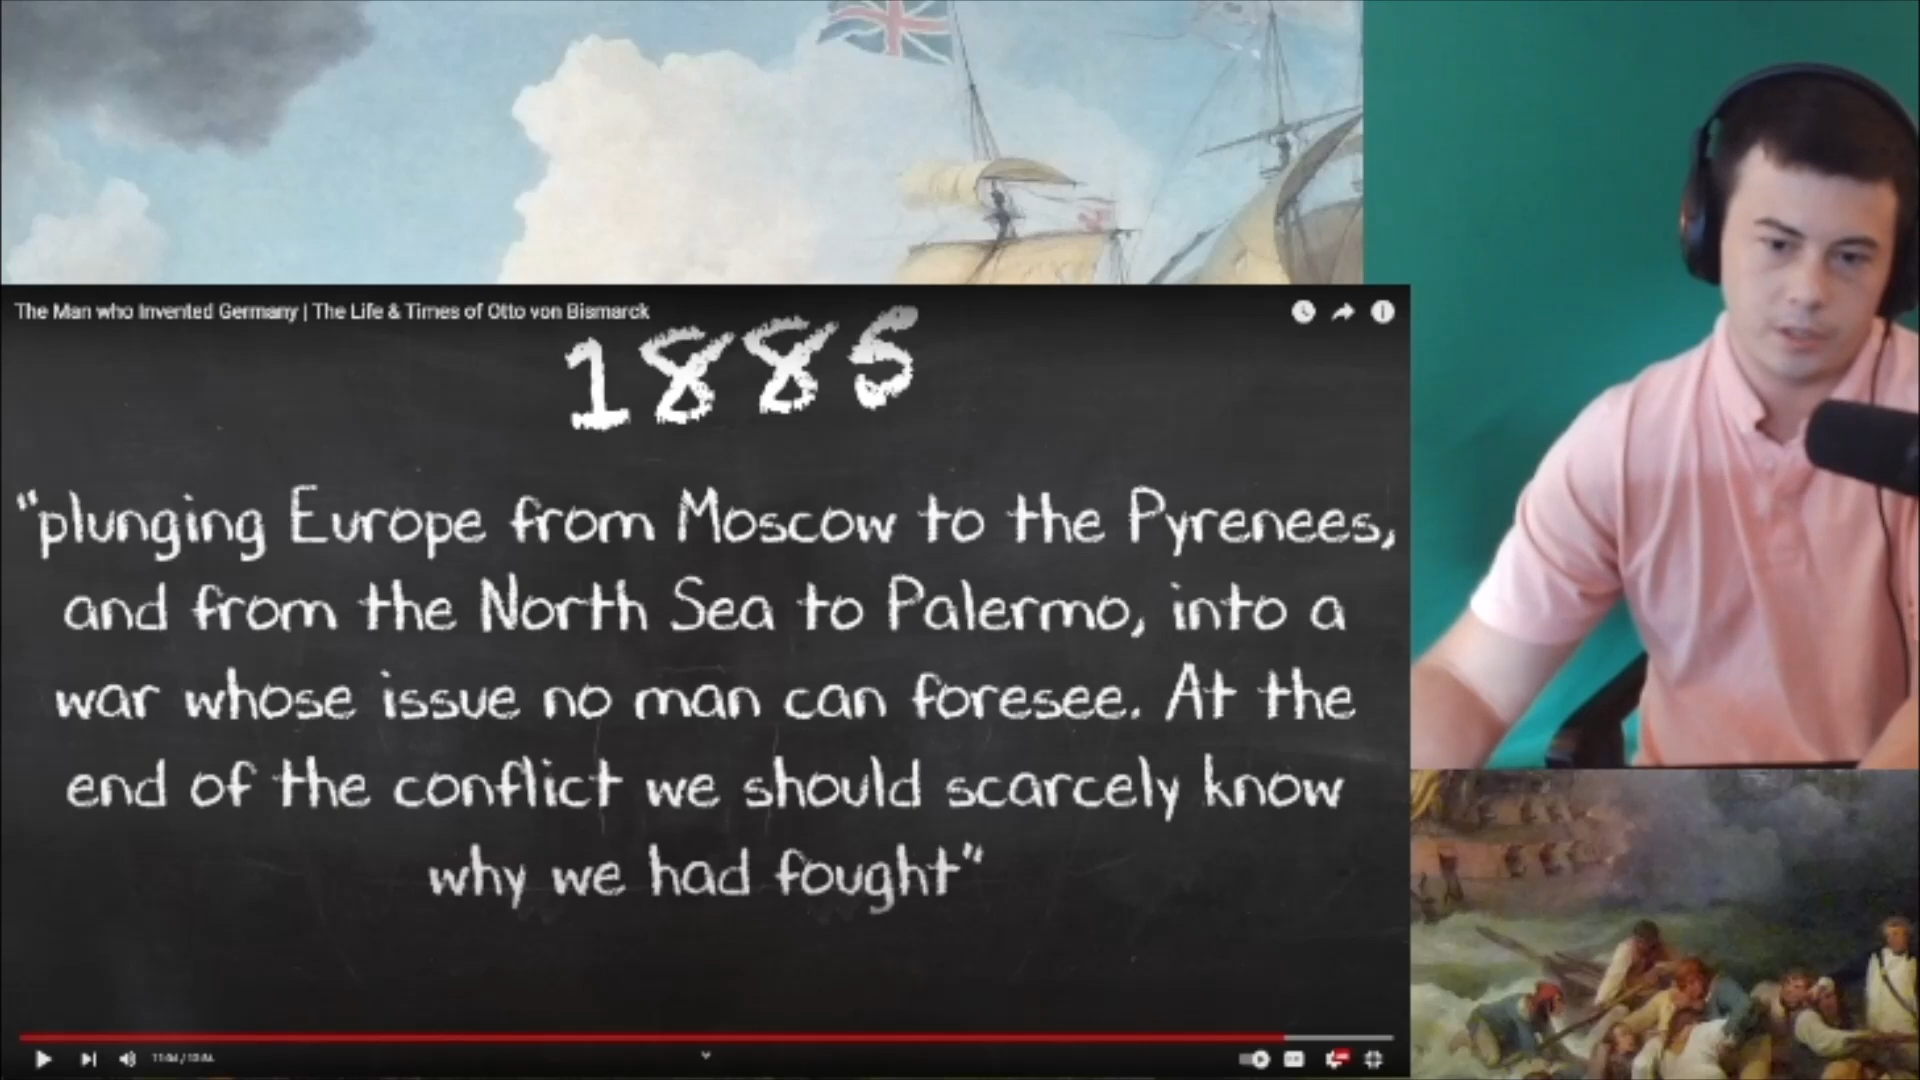 The Man who Invented Germany | The Life & Times of Otto von Bismarck
1885
"plunging Europe from Moscow to the Pyrenees,
and from the North Sea to Palermo, into a
war whose issue no man can foresee. At the
end of the conflict we should scarcely know
why we had fought"